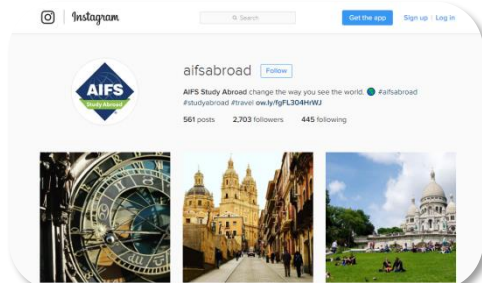 Instagram
Search
Get the app
Sign up | Log in
aifsabroad Follow
AIFS
Study Abroad
AIFS Study Abroad change the way you see the world. 🌎 #aifsabroad
#studyabroad #travel ow.ly/fgFL304HrWJ
561 posts 2,703 followers 445 following